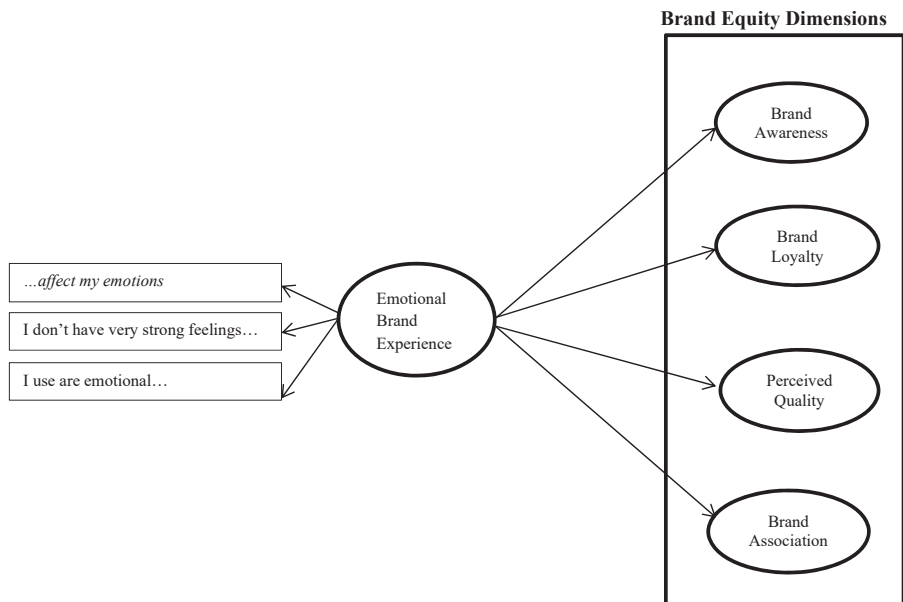 Brand Equity Dimensions
Brand
Awareness
Brand
Loyalty
…affect my emotions
I don’t have very strong feelings…
I use are emotional…
Emotional
Brand
Experience
Perceived
Quality
Brand
Association